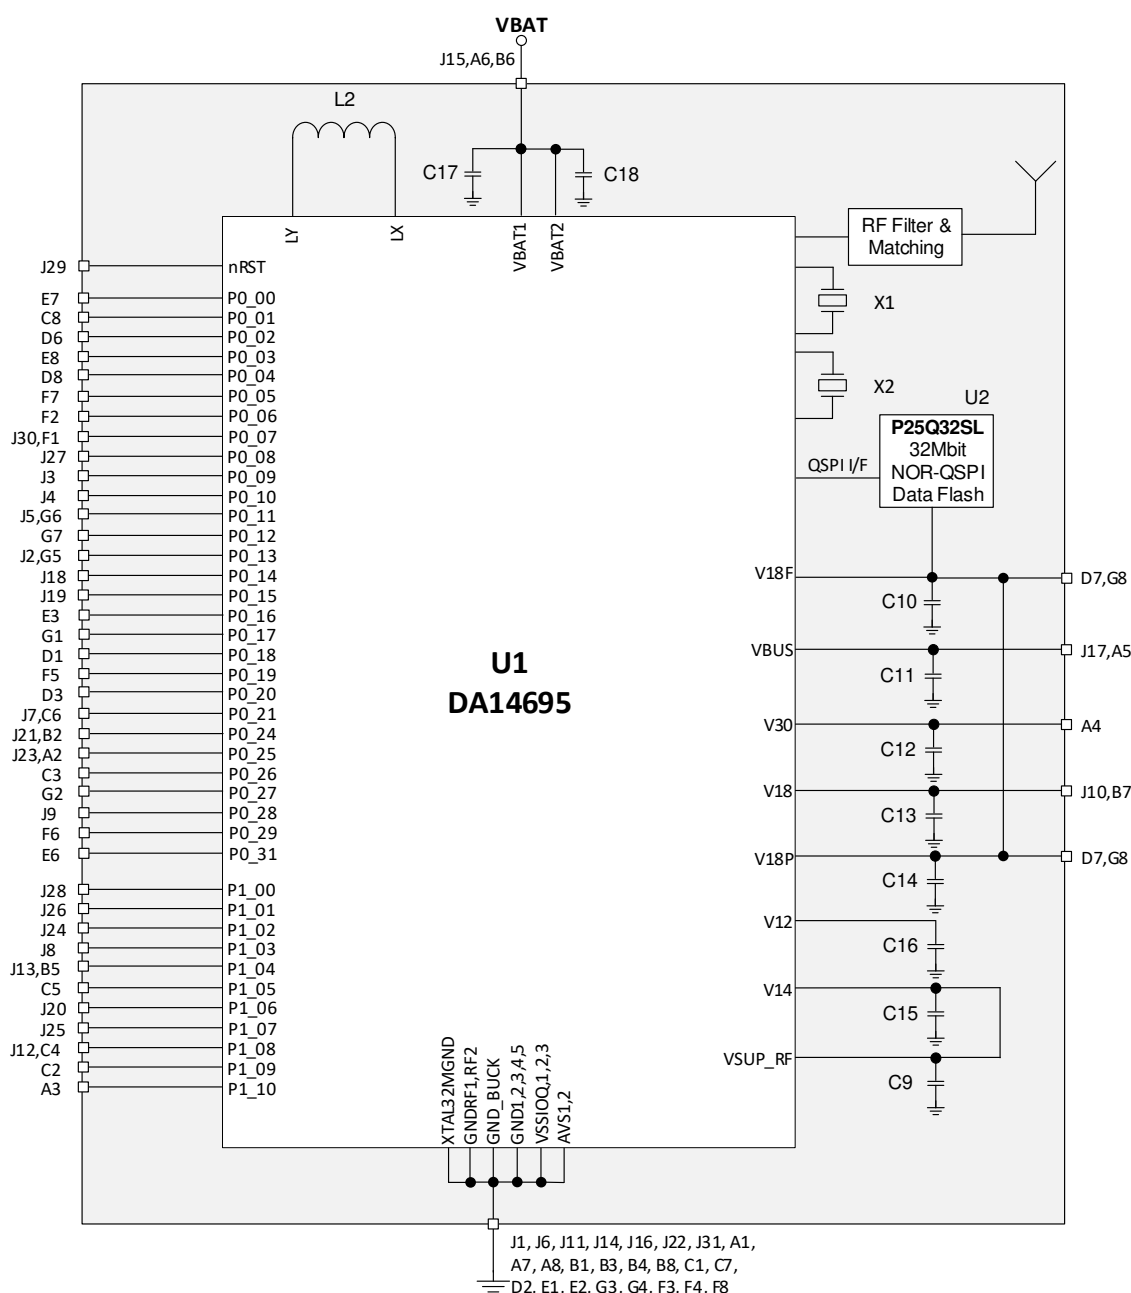 VBAT
J15,A6,B6
L2
C17
C18
LY
LX
VBAT1
VBAT2
RF Filter &
Matching
X1
X2
U2
P25Q32SL
32Mbit
NOR-QSPI
Data Flash
QSPI I/F
J29 nRST
E7 P0_00
C8 P0_01
D6 P0_02
E8 P0_03
D8 P0_04
F7 P0_05
F2 P0_06
J30,F1 P0_07
J27 P0_08
J3 P0_09
J4 P0_10
J5,G6 P0_11
G7 P0_12
J2,G5 P0_13
J18 P0_14
J19 P0_15
E3 P0_16
G1 P0_17
D1 P0_18
F5 P0_19
D3 P0_20
J7,C6 P0_21
J21,B2 P0_24
J23,A2 P0_25
C3 P0_26
G2 P0_27
J9 P0_28
F6 P0_29
E6 P0_31
J28 P1_00
J26 P1_01
J24 P1_02
J8 P1_03
J13,B5 P1_04
C5 P1_05
J20 P1_06
J25 P1_07
J12,C4 P1_08
C2 P1_09
A3 P1_10
U1
DA14695
V18F D7,G8
C10
VBUS J17,A5
C11
V30 A4
C12
V18 J10,B7
C13
V18P D7,G8
C14
V12
C16
V14
C15
VSUP_RF
C9
XTAL32MGND
GNDRF1,RF2
GND_BUCK
GND1,2,3,4,5
VSSIOQ,1,2,3
AVS1,2
J1, J6, J11, J14, J16, J22, J31, A1,
A7, A8, B1, B3, B4, B8, C1, C7,
D2, E1, E2, G3, G4, F3, F4, F8